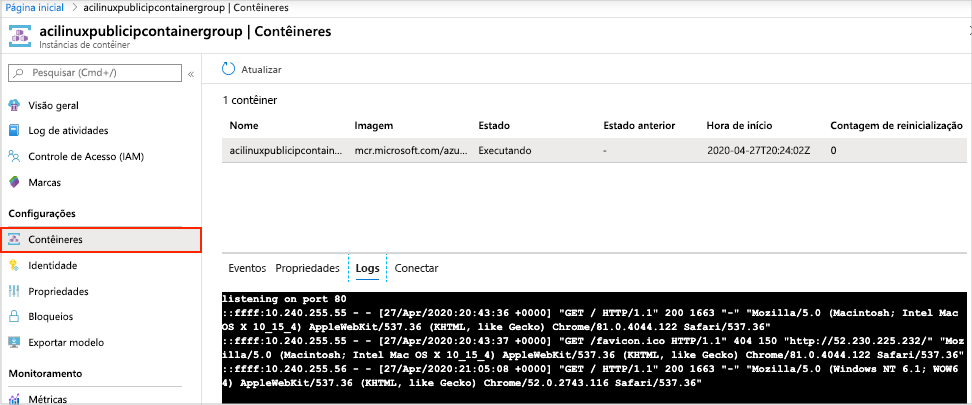 Página inicial > acilinuxpublicipcontainergroup | Contêineres
acilinuxpublicipcontainergroup | Contêineres
Instâncias de contêiner
Pesquisar (Cmd+/) «
Visão geral
Log de atividades
Controle de Acesso (IAM)
Marcas
Configurações
Contêineres
Identidade
Propriedades
Bloqueios
Exportar modelo
Monitoramento
Métricas
Atualizar
1 contêiner
Nome Imagem Estado Estado anterior Hora de início Contagem de reinicialização
acilinuxpublicipcontain... mcr.microsoft.com/azu... Executando - 2020-04-27T20:24:02Z 0
Eventos Propriedades Logs Conectar
listening on port 80
::ffff:10.240.255.55 - - [27/Apr/2020:20:43:36 +0000] "GET / HTTP/1.1" 200 1663 "-" "Mozilla/5.0 (Macintosh; Intel Mac
OS X 10_15_4) AppleWebKit/537.36 (KHTML, like Gecko) Chrome/81.0.4044.122 Safari/537.36"
::ffff:10.240.255.55 - - [27/Apr/2020:20:43:37 +0000] "GET /favicon.ico HTTP/1.1" 404 150 "http://52.230.225.232/" "Moz
illa/5.0 (Macintosh; Intel Mac OS X 10_15_4) AppleWebKit/537.36 (KHTML, like Gecko) Chrome/81.0.4044.122 Safari/537.36"
::ffff:10.240.255.56 - - [27/Apr/2020:21:05:08 +0000] "GET / HTTP/1.1" 200 1663 "-" "Mozilla/5.0 (Windows NT 6.1; WOW6
4) AppleWebKit/537.36 (KHTML, like Gecko) Chrome/52.0.2743.116 Safari/537.36"